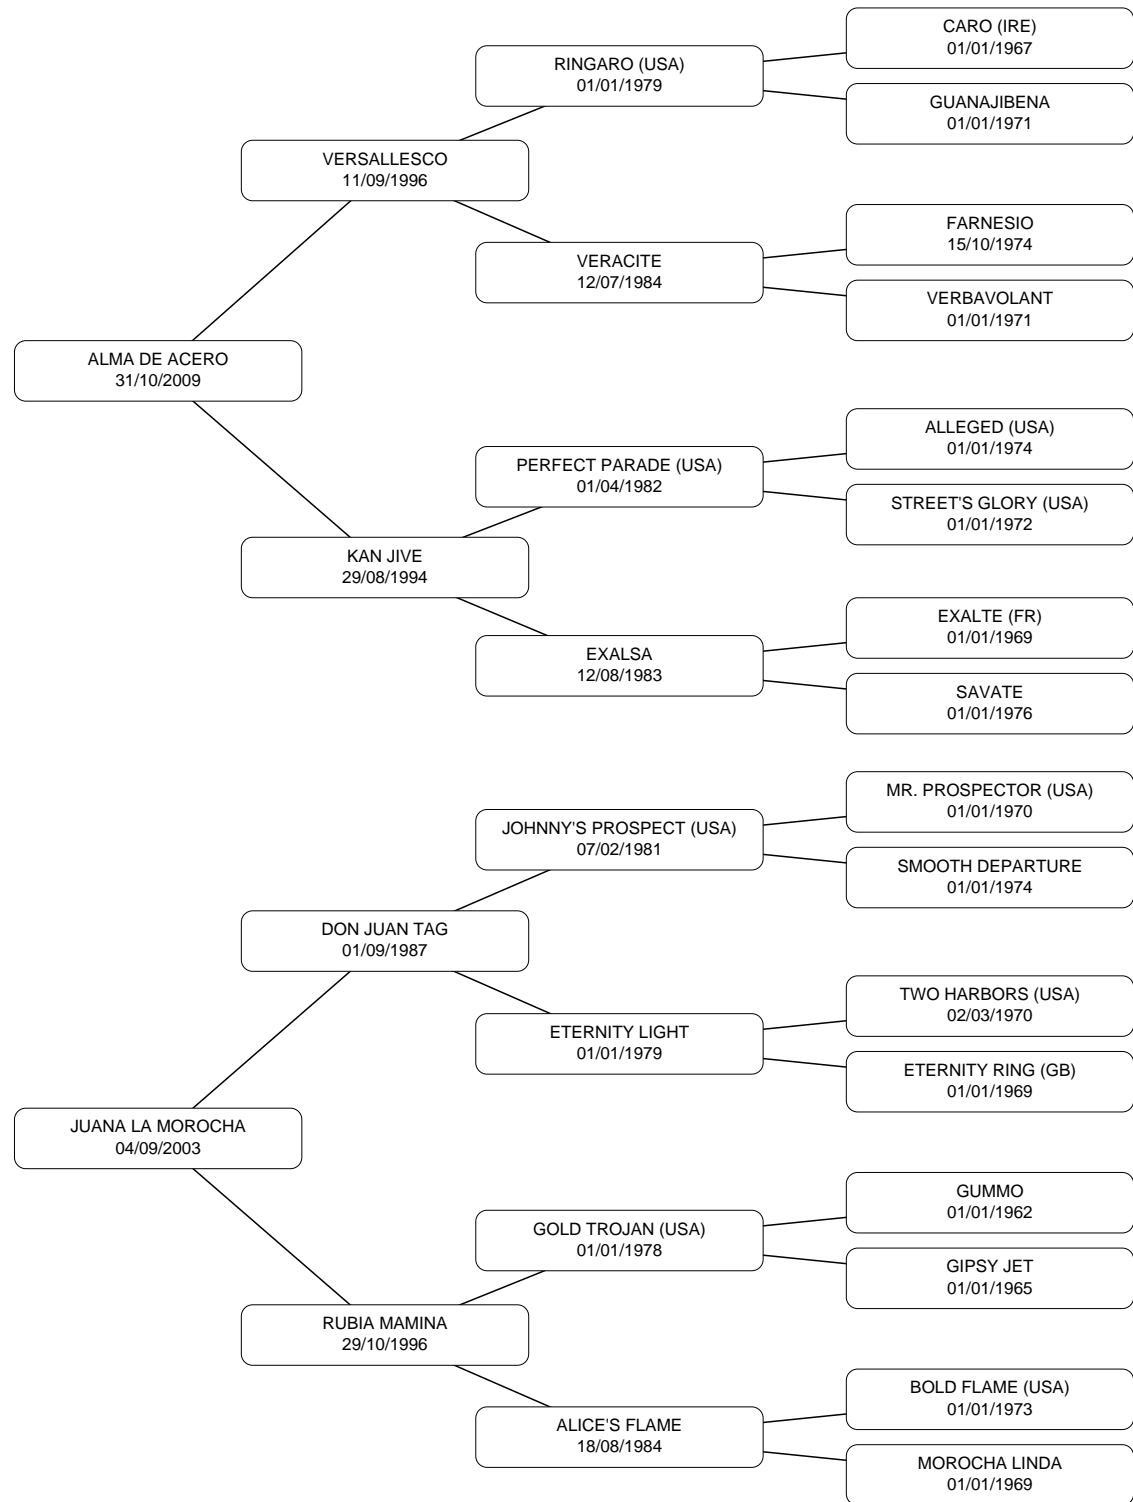 CARO (IRE)
01/01/1967
RINGARO (USA)
01/01/1979
GUANAJIBENA
01/01/1971
VERSALLESCO
11/09/1996
FARNESIO
15/10/1974
VERACITE
12/07/1984
VERBAVOLANT
01/01/1971
ALMA DE ACERO
31/10/2009
ALLEGED (USA)
01/01/1974
PERFECT PARADE (USA)
01/04/1982
STREET'S GLORY (USA)
01/01/1972
KAN JIVE
29/08/1994
EXALTE (FR)
01/01/1969
EXALSA
12/08/1983
SAVATE
01/01/1976
MR. PROSPECTOR (USA)
01/01/1970
JOHNNY'S PROSPECT (USA)
07/02/1981
SMOOTH DEPARTURE
01/01/1974
DON JUAN TAG
01/09/1987
TWO HARBORS (USA)
02/03/1970
ETERNITY LIGHT
01/01/1979
ETERNITY RING (GB)
01/01/1969
JUANA LA MOROCHA
04/09/2003
GUMMO
01/01/1962
GOLD TROJAN (USA)
01/01/1978
GIPSY JET
01/01/1965
RUBIA MAMINA
29/10/1996
BOLD FLAME (USA)
01/01/1973
ALICE'S FLAME
18/08/1984
MOROCHA LINDA
01/01/1969